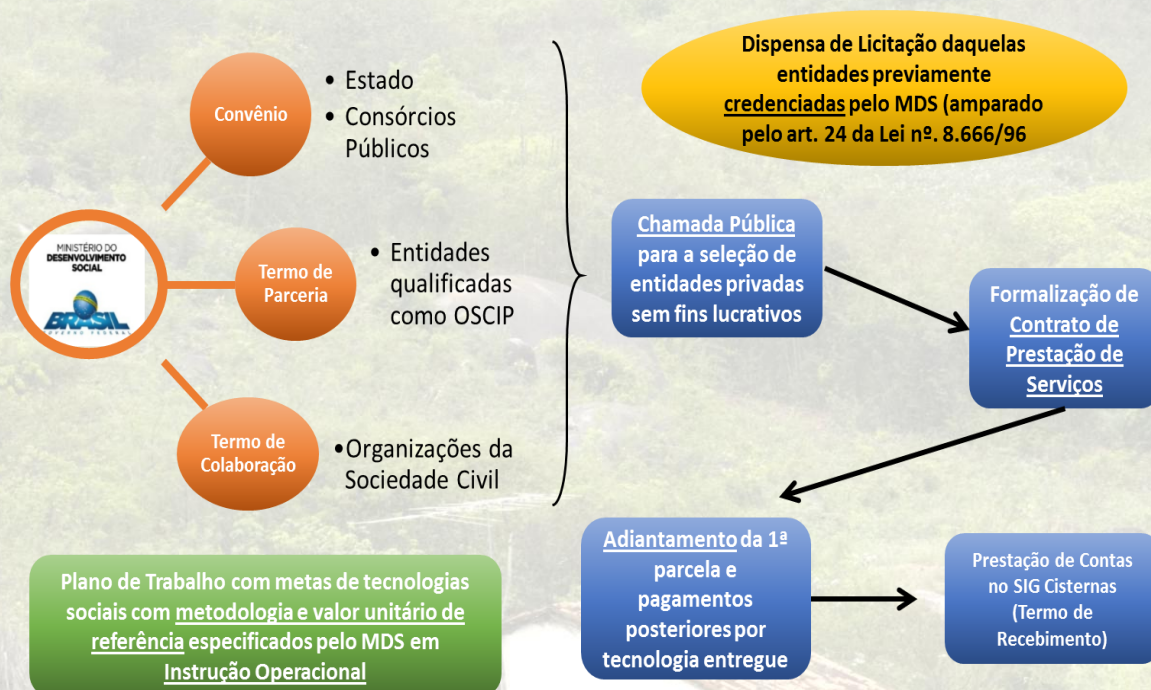 Convênio
• Estado
• Consórcios
Públicos
MINISTÉRIO DO
DESENVOLVIMENTO
SOCIAL
BRASIL
GOVERNO FEDERAL
Termo de
Parceria
• Entidades
qualificadas
como OSCIP
Termo de
Colaboração
•Organizações da
Sociedade Civil
Dispensa de Licitação daquelas
entidades previamente
credenciadas pelo MDS (amparado
pelo art. 24 da Lei nº. 8.666/96
Chamada Pública
para a seleção de
entidades privadas
sem fins lucrativos
Formalização de
Contrato de
Prestação de
Serviços
Adiantamento da 1ª
parcela e
pagamentos
posteriores por
tecnologia entregue
Prestação de Contas
no SIG Cisternas
(Termo de
Recebimento)
Plano de Trabalho com metas de tecnologias
sociais com metodologia e valor unitário de
referência especificados pelo MDS em
Instrução Operacional